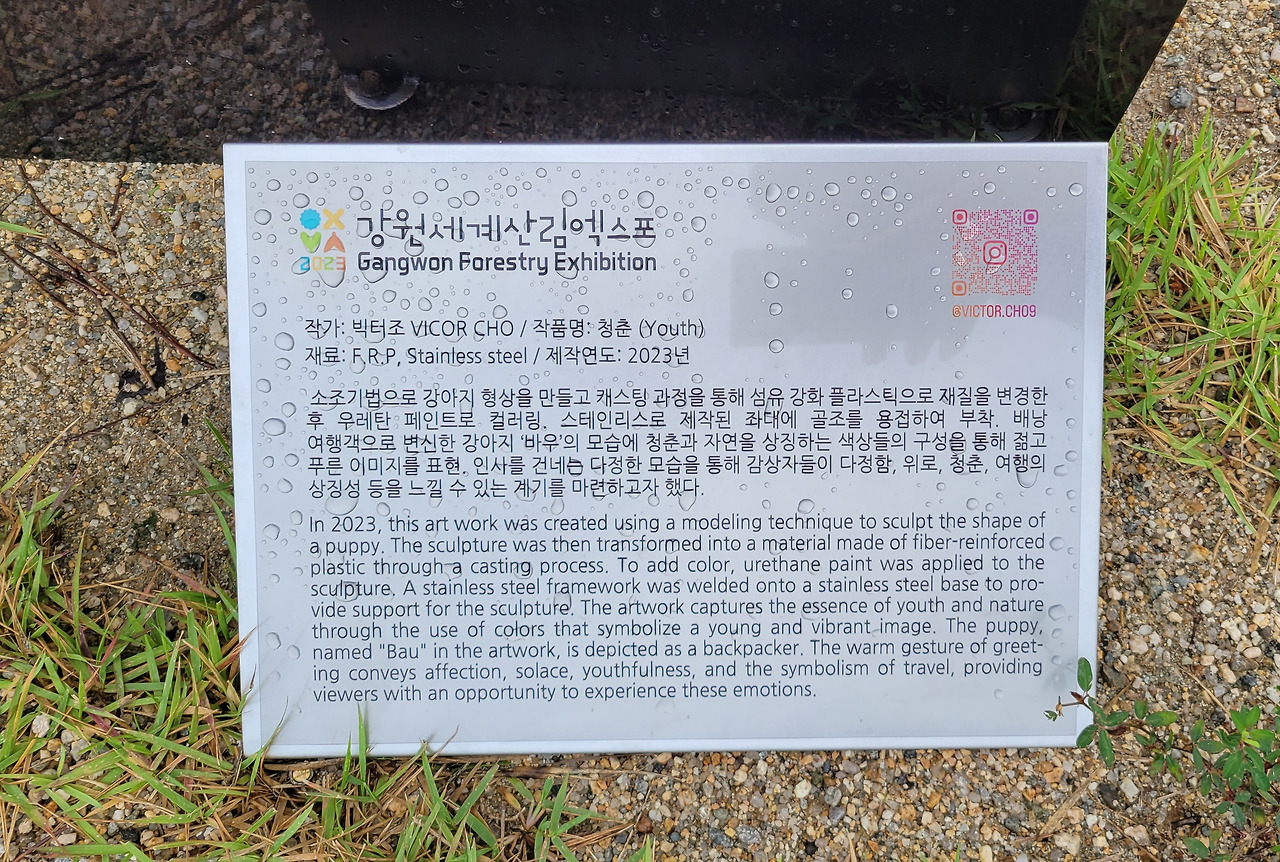 강원세계산림엑스포
2023
Gangwon Forestry Exhibition
@VICTOR.CHO9
작가: 빅터조 VICOR CHO / 작품명: 청춘 (Youth)
재료: F.R.P, Stainless steel / 제작연도: 2023년
소조기법으로 강아지 형상을 만들고 캐스팅 과정을 통해 섬유 강화 플라스틱으로 재질을 변경한
후 우레탄 페인트로 컬러링. 스테인리스로 제작된 좌대에 골조를 용접하여 부착. 배낭
여행객으로 변신한 강아지 '바우'의 모습에 청춘과 자연을 상징하는 색상들의 구성을 통해 젊고
푸른 이미지를 표현. 인사를 건네는 다정한 모습을 통해 감상자들이 다정함, 위로, 청춘, 여행의
상징성 등을 느낄 수 있는 계기를 마련하고자 했다.
In 2023, this art work was created using a modeling technique to sculpt the shape of
a puppy. The sculpture was then transformed into a material made of fiber-reinforced
plastic through a casting process. To add color, urethane paint was applied to the
sculpture. A stainless steel framework was welded onto a stainless steel base to pro-
vide support for the sculpture. The artwork captures the essence of youth and nature
through the use of colors that symbolize a young and vibrant image. The puppy,
named "Bau" in the artwork, is depicted as a backpacker. The warm gesture of greet-
ing conveys affection, solace, youthfulness, and the symbolism of travel, providing
viewers with an opportunity to experience these emotions.